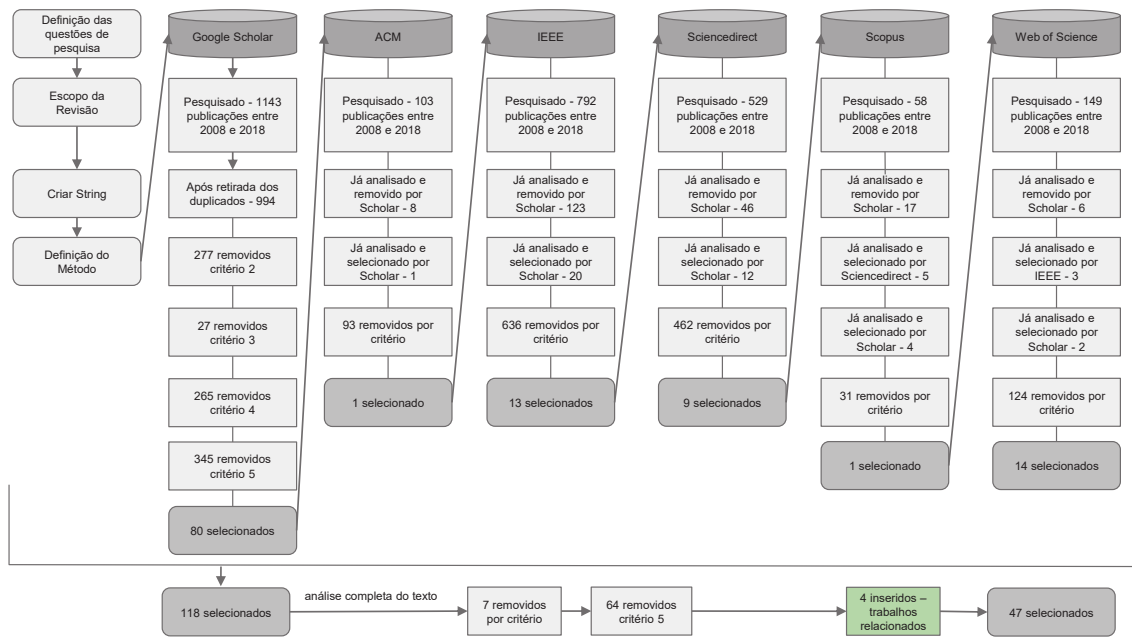 Definição das
questões de
pesquisa
Escopo da
Revisão
Criar String
Definição do
Método
Google Scholar
Pesquisado - 1143
publicações entre
2008 e 2018
Após retirada dos
duplicados - 994
277 removidos
critério 2
27 removidos
critério 3
265 removidos
critério 4
345 removidos
critério 5
80 selecionados
ACM
Pesquisado - 103
publicações entre
2008 e 2018
Já analisado e
removido por
Scholar - 8
Já analisado e
selecionado por
Scholar - 1
93 removidos por
critério
1 selecionado
IEEE
Pesquisado - 792
publicações entre
2008 e 2018
Já analisado e
removido por
Scholar - 123
Já analisado e
selecionado por
Scholar - 20
636 removidos por
critério
13 selecionados
Sciencedirect
Pesquisado - 529
publicações entre
2008 e 2018
Já analisado e
removido por
Scholar - 46
Já analisado e
selecionado por
Scholar - 12
462 removidos por
critério
9 selecionados
Scopus
Pesquisado - 58
publicações entre
2008 e 2018
Já analisado e
removido por
Scholar - 17
Já analisado e
selecionado por
Sciencedirect - 5
Já analisado e
selecionado por
Scholar - 4
31 removidos por
critério
1 selecionado
Web of Science
Pesquisado - 149
publicações entre
2008 e 2018
Já analisado e
removido por
Scholar - 6
Já analisado e
selecionado por
IEEE - 3
Já analisado e
selecionado por
Scholar - 2
124 removidos por
critério
14 selecionados
118 selecionados
análise completa do texto
7 removidos
por critério
64 removidos
critério 5
4 inseridos –
trabalhos
relacionados
47 selecionados